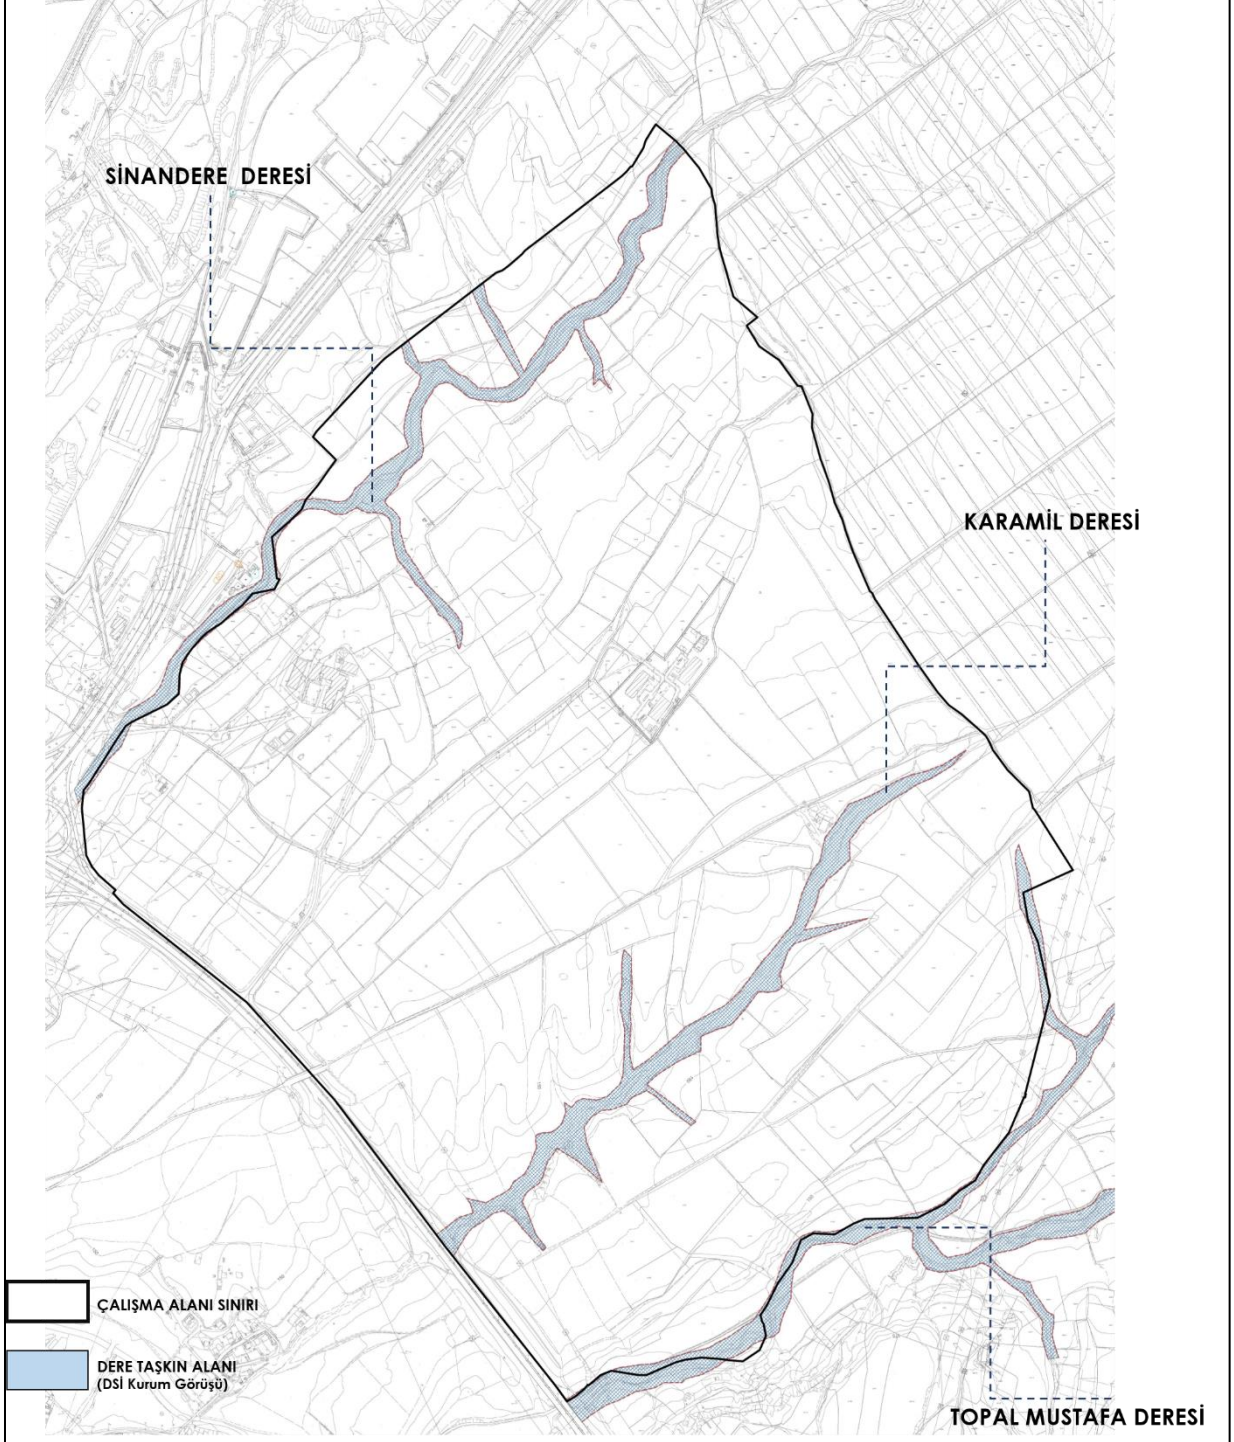 SİNANDERE DERESİ
KARAMİL DERESİ
ÇALIŞMA ALANI SINIRI
DERE TAŞKIN ALANI
(DSİ Kurum Görüşü)
TOPAL MUSTAFA DERESİ